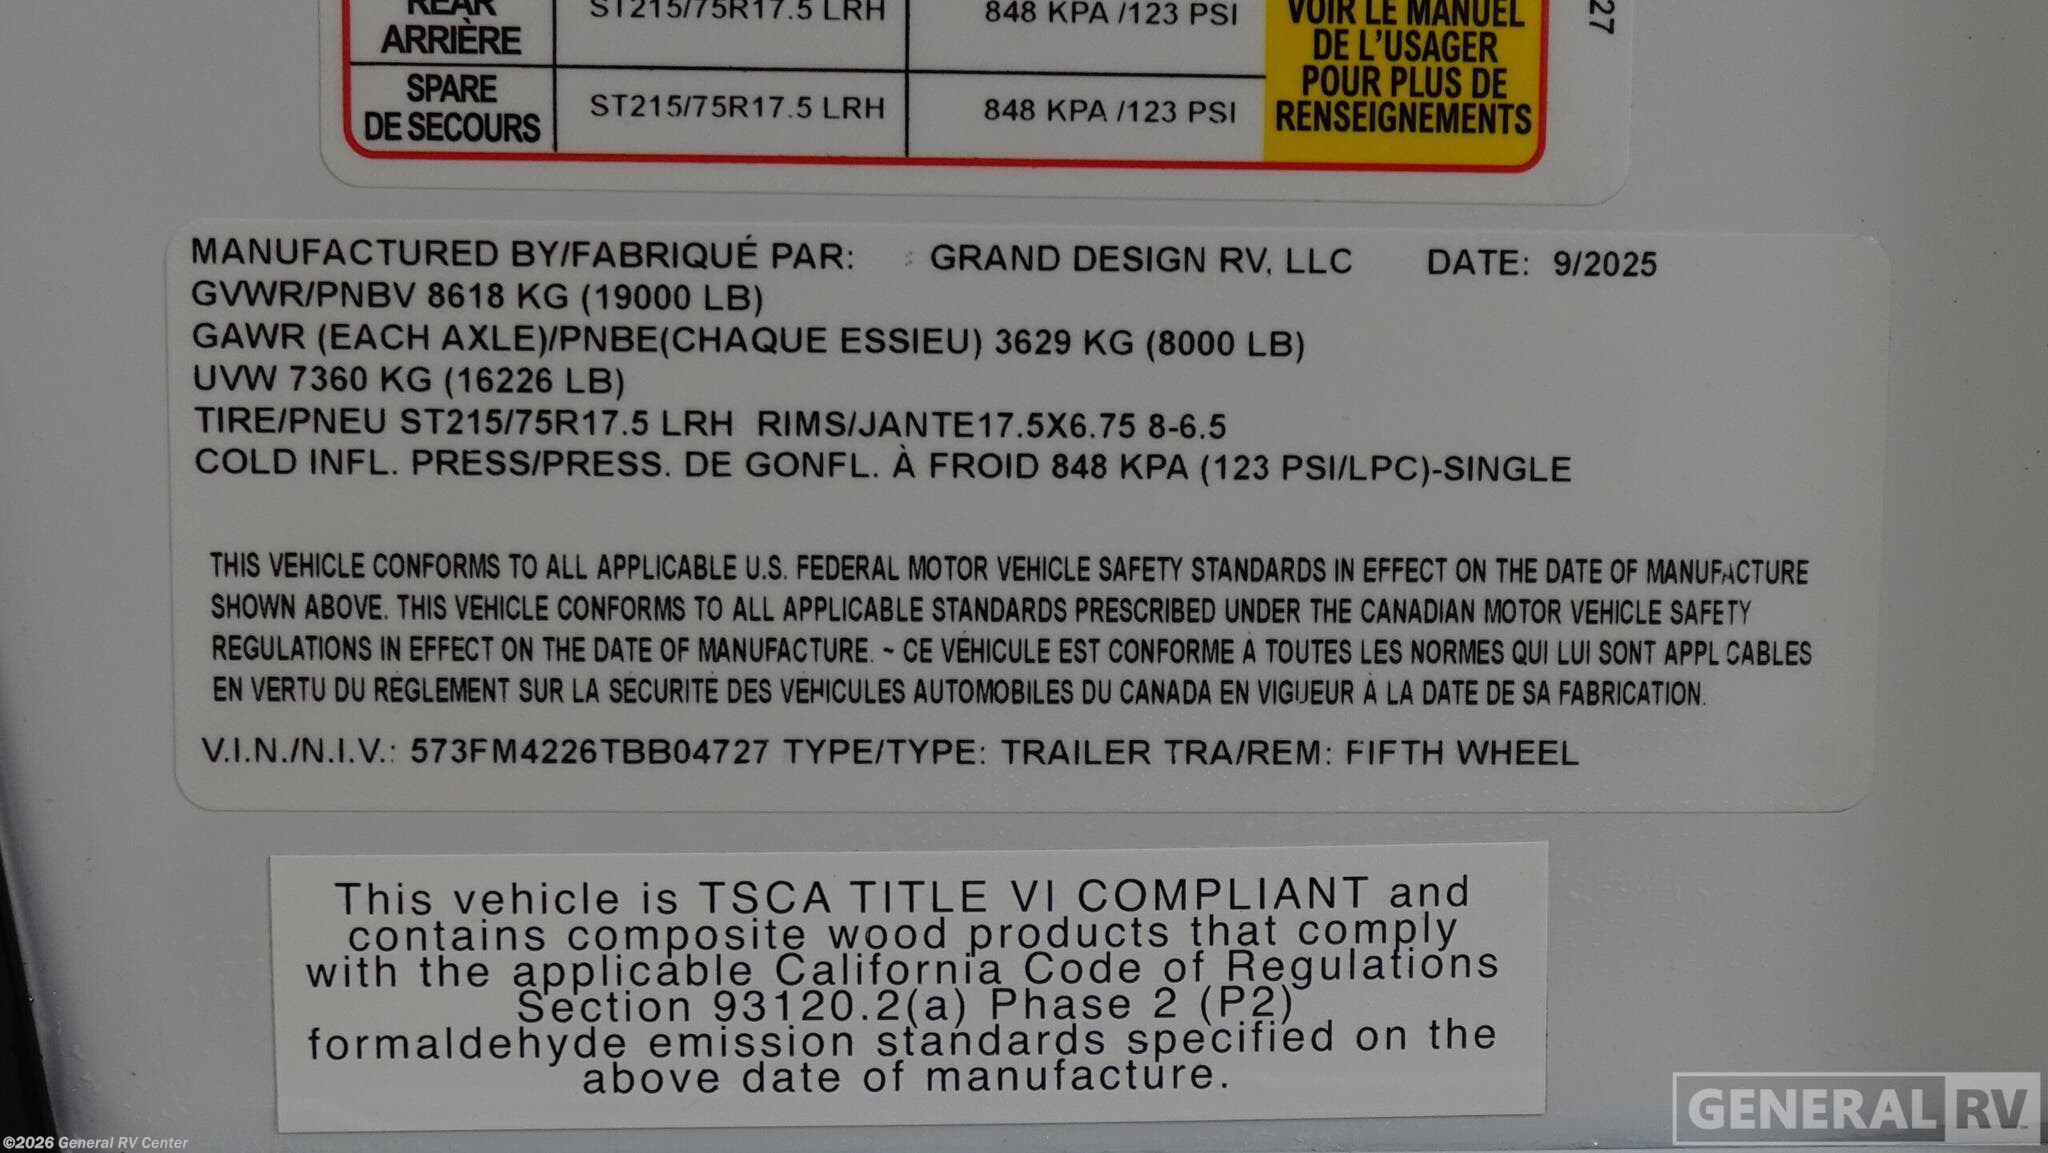 REAR ST215/75R17.5 LRH 848 KPA /123 PSI VOIR LE MANUEL
ARRIÈRE DE L'USAGER
POUR PLUS DE
SPARE ST215/75R17.5 LRH 848 KPA /123 PSI RENSEIGNEMENTS
DE SECOURS
27
MANUFACTURED BY/FABRIQUÉ PAR: GRAND DESIGN RV, LLC DATE: 9/2025
GVWR/PNBV 8618 KG (19000 LB)
GAWR (EACH AXLE)/PNBE(CHAQUE ESSIEU) 3629 KG (8000 LB)
UVW 7360 KG (16226 LB)
TIRE/PNEU ST215/75R17.5 LRH RIMS/JANTE17.5X6.75 8-6.5
COLD INFL. PRESS/PRESS. DE GONFL. À FROID 848 KPA (123 PSI/LPC)-SINGLE
THIS VEHICLE CONFORMS TO ALL APPLICABLE U.S. FEDERAL MOTOR VEHICLE SAFETY STANDARDS IN EFFECT ON THE DATE OF MANUFACTURE
SHOWN ABOVE. THIS VEHICLE CONFORMS TO ALL APPLICABLE STANDARDS PRESCRIBED UNDER THE CANADIAN MOTOR VEHICLE SAFETY
REGULATIONS IN EFFECT ON THE DATE OF MANUFACTURE. ~ CE VÉHICULE EST CONFORME À TOUTES LES NORMES QUI LUI SONT APPL CABLES
EN VERTU DU RÈGLEMENT SUR LA SÉCURITÉ DES VÉHICULES AUTOMOBILES DU CANADA EN VIGUEUR À LA DATE DE SA FABRICATION.
V.I.N./N.I.V.: 573FM4226TBB04727 TYPE/TYPE: TRAILER TRA/REM: FIFTH WHEEL
This vehicle is TSCA TITLE VI COMPLIANT and
contains composite wood products that comply
with the applicable California Code of Regulations
Section 93120.2(a) Phase 2 (P2)
formaldehyde emission standards specified on the
above date of manufacture.
GENERAL RV
©2026 General RV Center